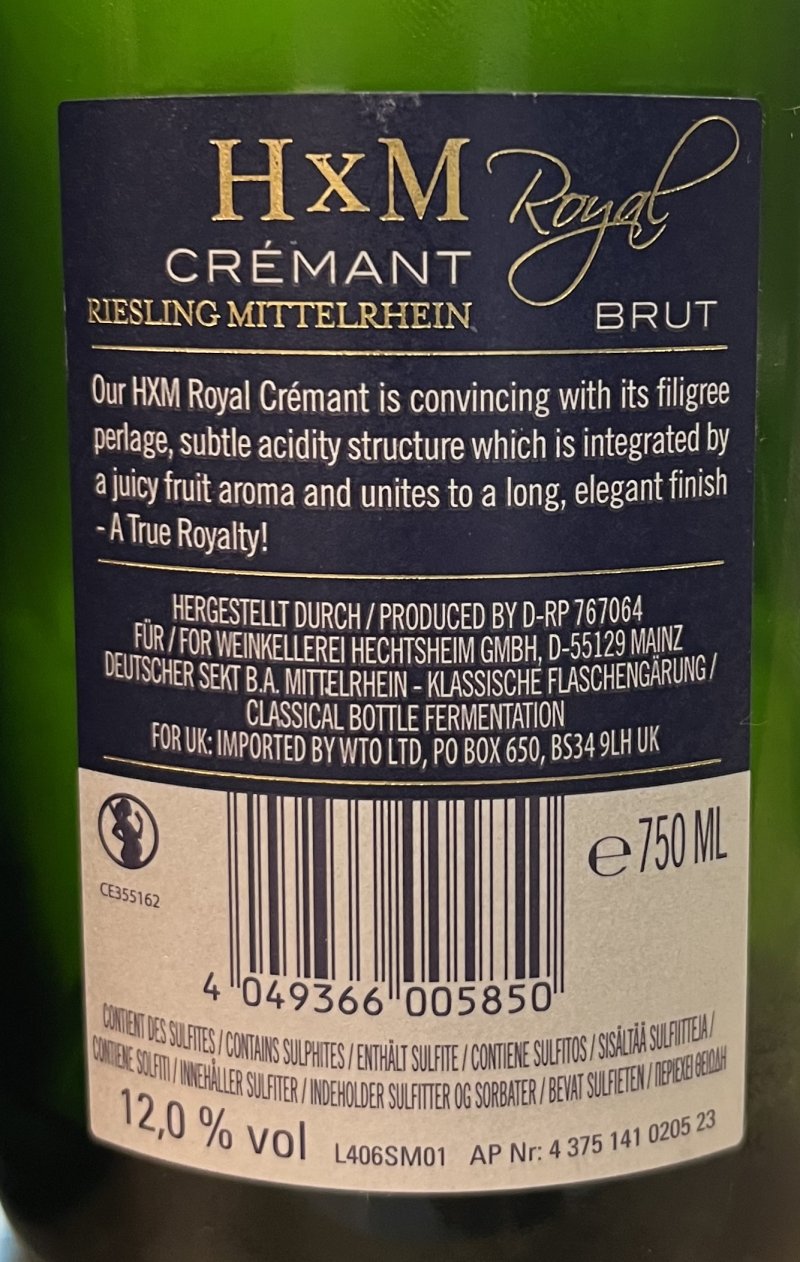 HxM Royal
CRÉMANT
RIESLING MITTELRHEIN BRUT
Our HXM Royal Crémant is convincing with its filigree
perlage, subtle acidity structure which is integrated by
a juicy fruit aroma and unites to a long, elegant finish
- A True Royalty!
HERGESTELLT DURCH / PRODUCED BY D-RP 767064
FÜR / FOR WEINKELLEREI HECHTSHEIM GMBH, D-55129 MAINZ
DEUTSCHER SEKT B.A. MITTELRHEIN - KLASSISCHE FLASCHENGÄRUNG /
CLASSICAL BOTTLE FERMENTATION
FOR UK: IMPORTED BY WTO LTD, PO BOX 650, BS34 9LH UK
e 750 ML
CE355162
4 049366 005850
CONTIENT DES SULFITES / CONTAINS SULPHITES / ENTHÄLT SULFITE / CONTIENE SULFITOS / SISÄLTÄÄ SULFIITTEJA /
CONTIENE SOLFITI / INNEHÅLLER SULFITER / INDEHOLDER SULFITTER OG SORBATER / BEVAT SULFIETEN / ΠΕΡΙΕΧΕΙ ΘΕΙΩΔΗ
12,0 % vol L406SM01 AP Nr: 4 375 141 0205 23